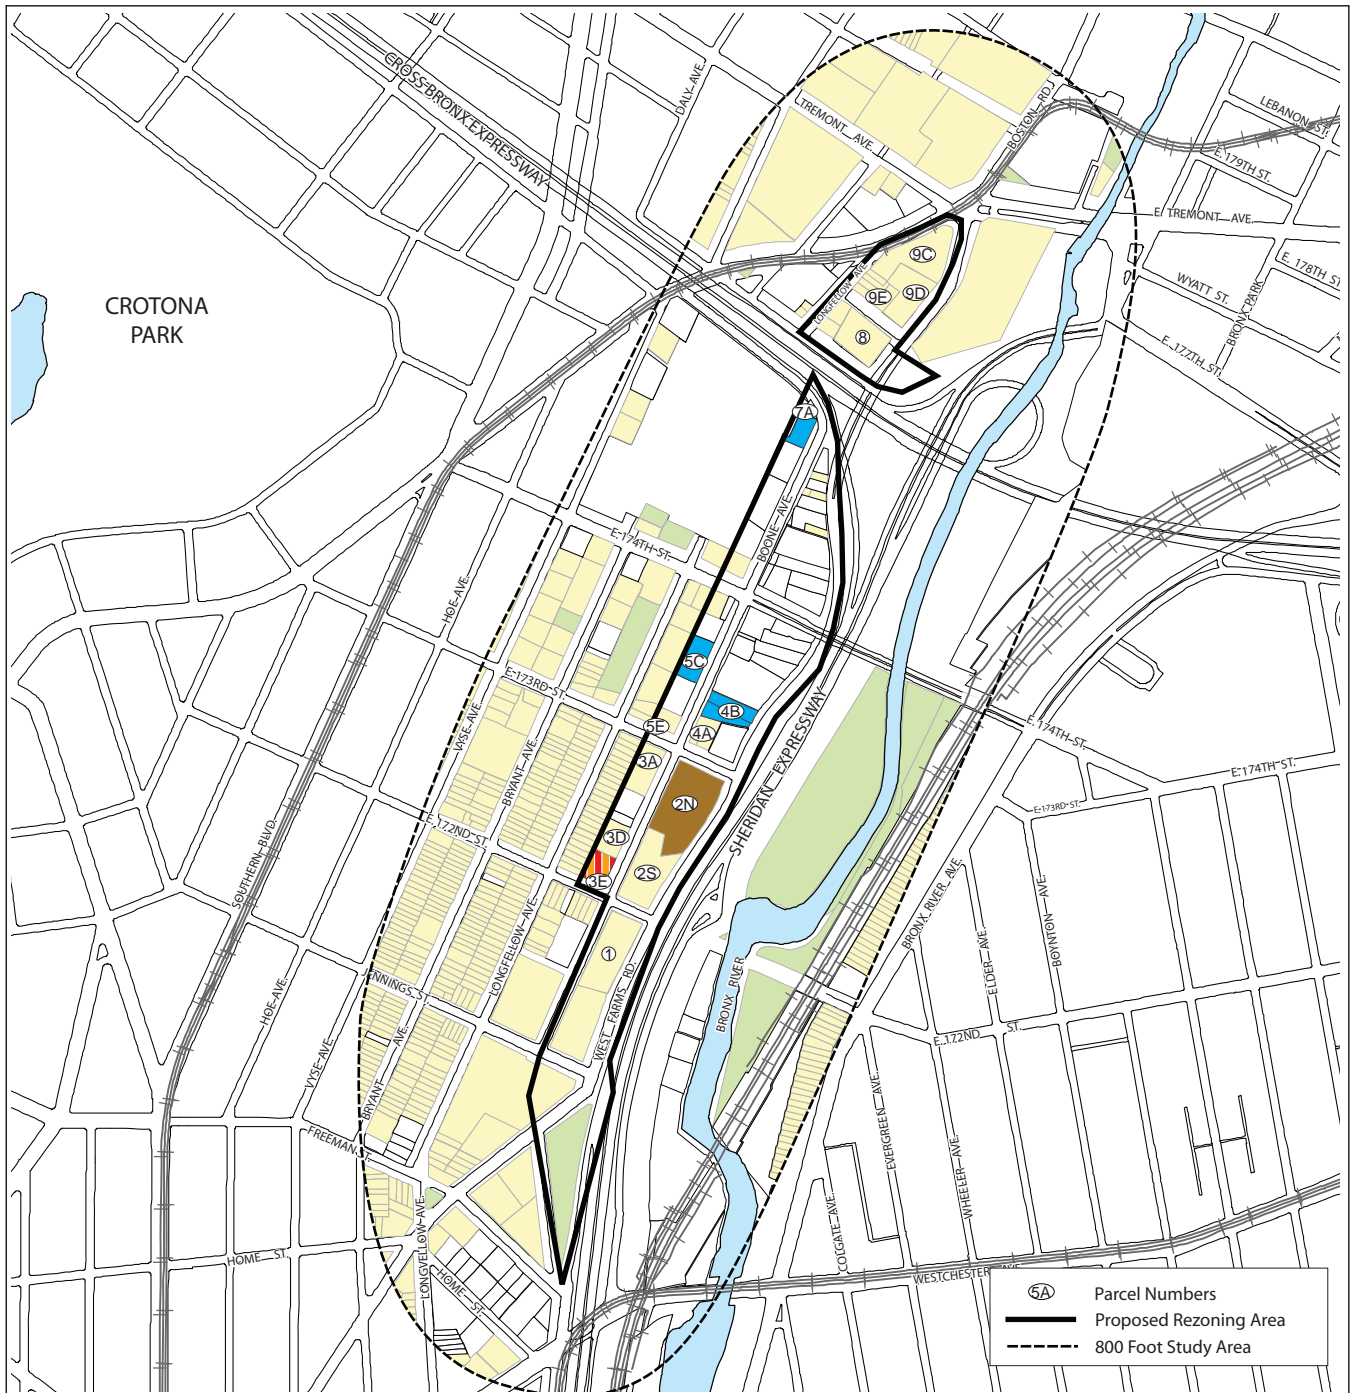 CROSS BRONX EXPRESSWAY
DALY AVE.
TREMONT AVE.
BOSTON RD.
LEBANON ST.
E. 179TH ST.
E. TREMONT AVE.
E. 178TH ST.
WYATT ST.
BRONX PARK
E. 177TH ST.
CROTONA
PARK
LONGFELLOW AVE.
9C
9D
9E
8
7A
BOONE AVE.
E. 174TH ST.
HOE AVE.
5C
4B
E. 173RD ST.
5E
4A
VYSE AVE.
3A
BRYANT AVE.
2N
SHERIDAN EXPRESSWAY
E. 174TH ST.
E. 174TH ST.
E. 173RD ST.
E. 172ND ST.
3D
3E
2S
SOUTHERN BLVD
BRONX RIVER AVE.
BOYNTON AVE.
ELDER AVE.
LONGFELLOW AVE.
1
WEST FARMS RD.
BRONX RIVER
JENNINGS ST.
HOE AVE.
VYSE AVE.
BRYANT AVE.
E. 172ND ST.
FREEMAN ST.
EVERGREEN AVE.
WHEELER AVE.
COLGATE AVE.
HOME ST.
LONGVELLOW AVE.
HOME ST.
WESTCHESTER AVE.
5A Parcel Numbers
Proposed Rezoning Area
800 Foot Study Area